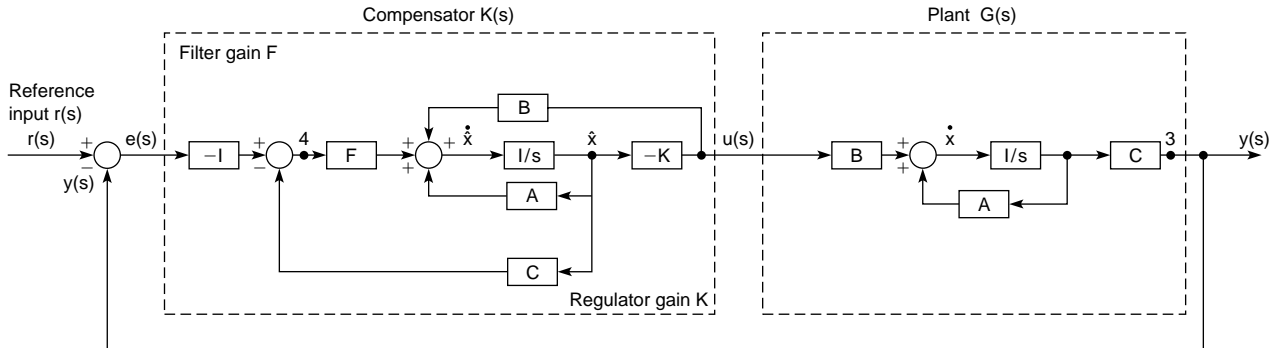 Compensator K(s)
Plant G(s)
Filter gain F
Reference
input r(s)
r(s)
+
−
e(s)
y(s)
−I
−
−
4
F
+
+
+
ẋ̂
I/s
x̂
−K
B
A
C
Regulator gain K
u(s)
B
+
+
ẋ
I/s
A
C
3
y(s)